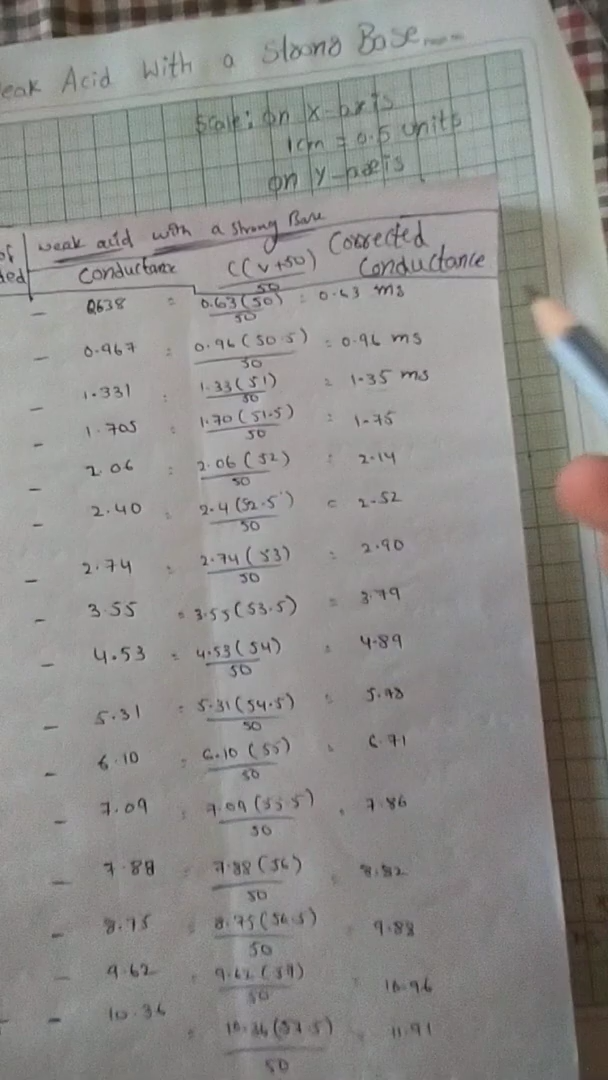 eak Acid With a Strong Base....
Scale: on x-axis
1cm = 0.5 units
on y-axis
of weak acid with a strong Base
ded Conductance C(v+50)/50 Corrected Conductance
- 0.638 = 0.63(50)/50 = 0.63 ms
- 0.967 = 0.96(50.5)/50 = 0.96 ms
- 1.331 = 1.33(51)/50 = 1.35 ms
- 1.705 = 1.70(51.5)/50 = 1.75
- 2.06 = 2.06(52)/50 = 2.14
- 2.40 = 2.4(52.5)/50 = 2.52
- 2.74 = 2.74(53)/50 = 2.90
- 3.55 = 3.55(53.5) = 3.79
- 4.53 = 4.53(54)/50 = 4.89
- 5.31 = 5.31(54.5)/50 = 5.78
- 6.10 = 6.10(55)/50 = 6.71
- 7.09 = 7.09(55.5)/50 = 7.86
- 7.88 = 7.88(56)/50 = 8.82
- 8.75 = 8.75(56.5)/50 = 9.88
- 9.62 = 9.62(57)/50 = 10.96
- 10.36 = 10.36(57.5)/50 = 11.91